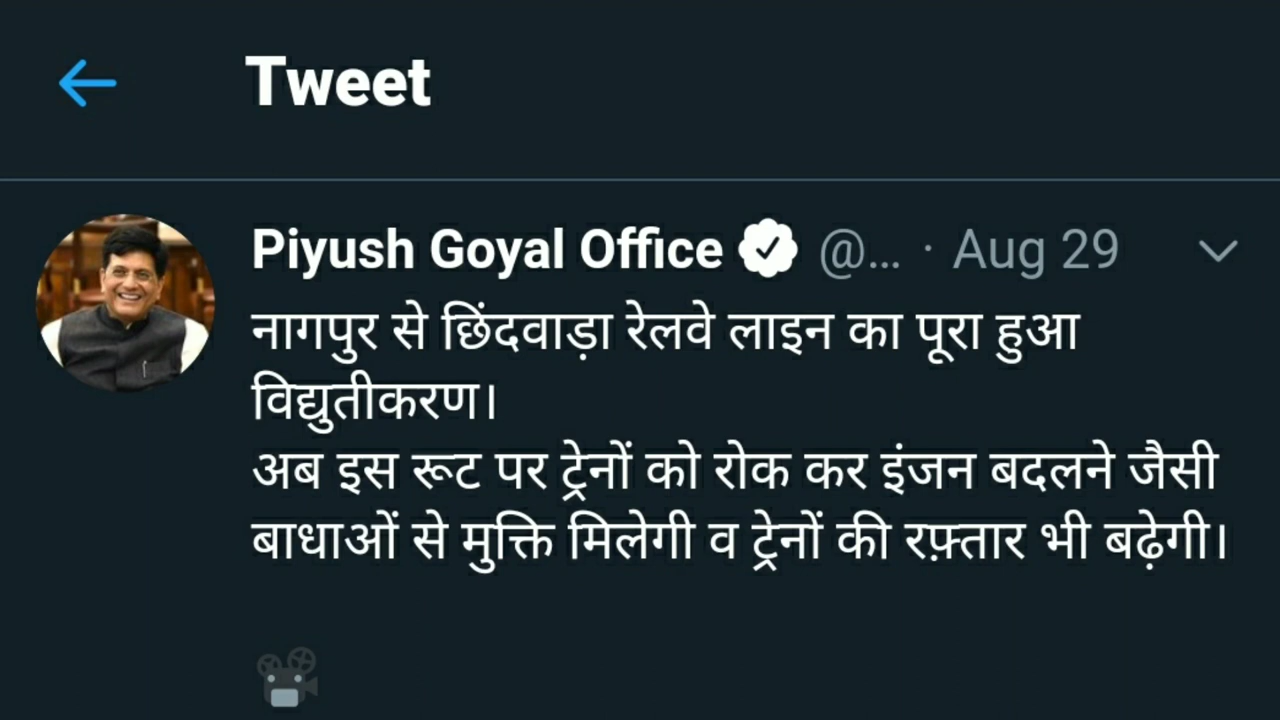 Tweet
Piyush Goyal Office @... · Aug 29
नागपुर से छिंदवाड़ा रेलवे लाइन का पूरा हुआ
विद्युतीकरण।
अब इस रूट पर ट्रेनों को रोक कर इंजन बदलने जैसी
बाधाओं से मुक्ति मिलेगी व ट्रेनों की रफ़्तार भी बढ़ेगी।